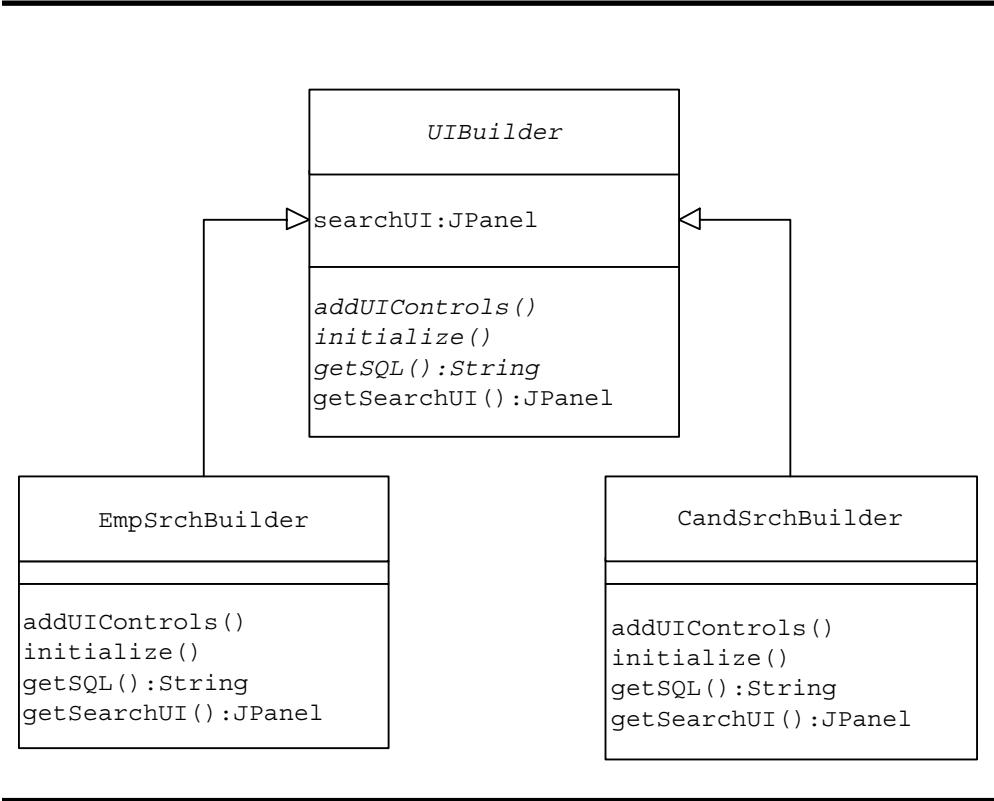 UIBuilder
searchUI:JPanel
addUIControls()
initialize()
getSQL():String
getSearchUI():JPanel
EmpSrchBuilder
addUIControls()
initialize()
getSQL():String
getSearchUI():JPanel
CandSrchBuilder
addUIControls()
initialize()
getSQL():String
getSearchUI():JPanel